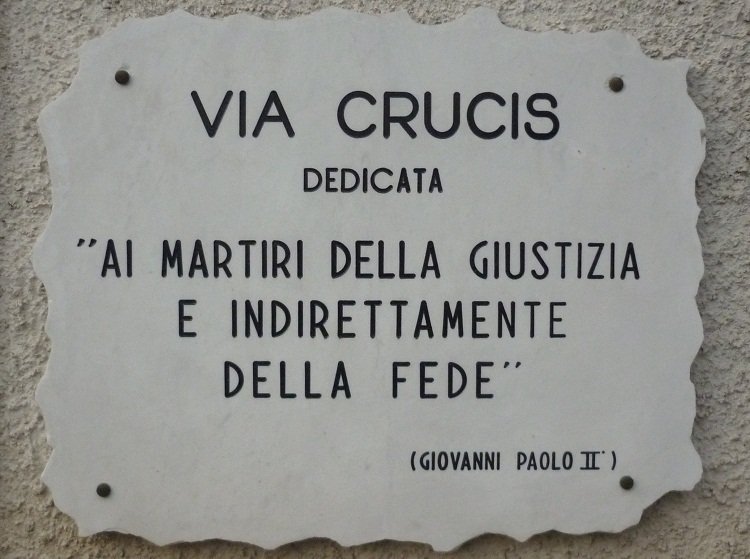 VIA CRUCIS
DEDICATA
"AI MARTIRI DELLA GIUSTIZIA
E INDIRETTAMENTE
DELLA FEDE"
(GIOVANNI PAOLO II°)